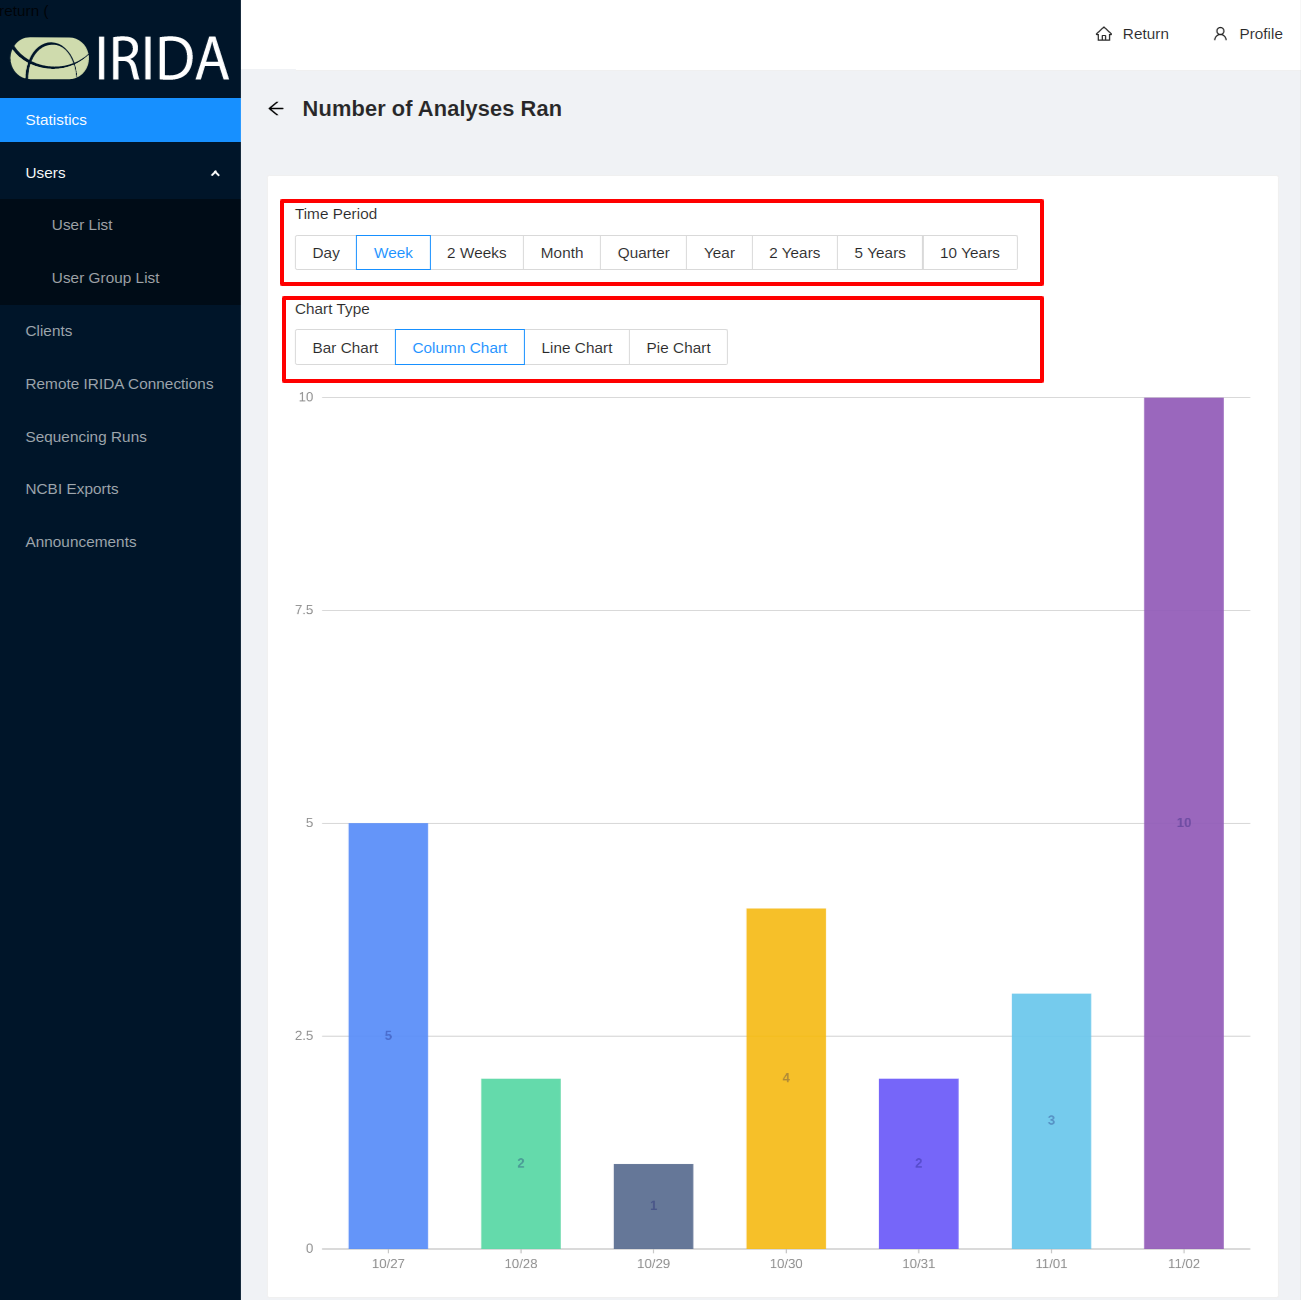 return (
IRIDA
Return Profile
Statistics
Users
User List
User Group List
Clients
Remote IRIDA Connections
Sequencing Runs
NCBI Exports
Announcements
Number of Analyses Ran
Time Period
Day Week 2 Weeks Month Quarter Year 2 Years 5 Years 10 Years
Chart Type
Bar Chart Column Chart Line Chart Pie Chart
10
7.5
5
2.5
0
5
2
1
4
2
3
10
10/27 10/28 10/29 10/30 10/31 11/01 11/02